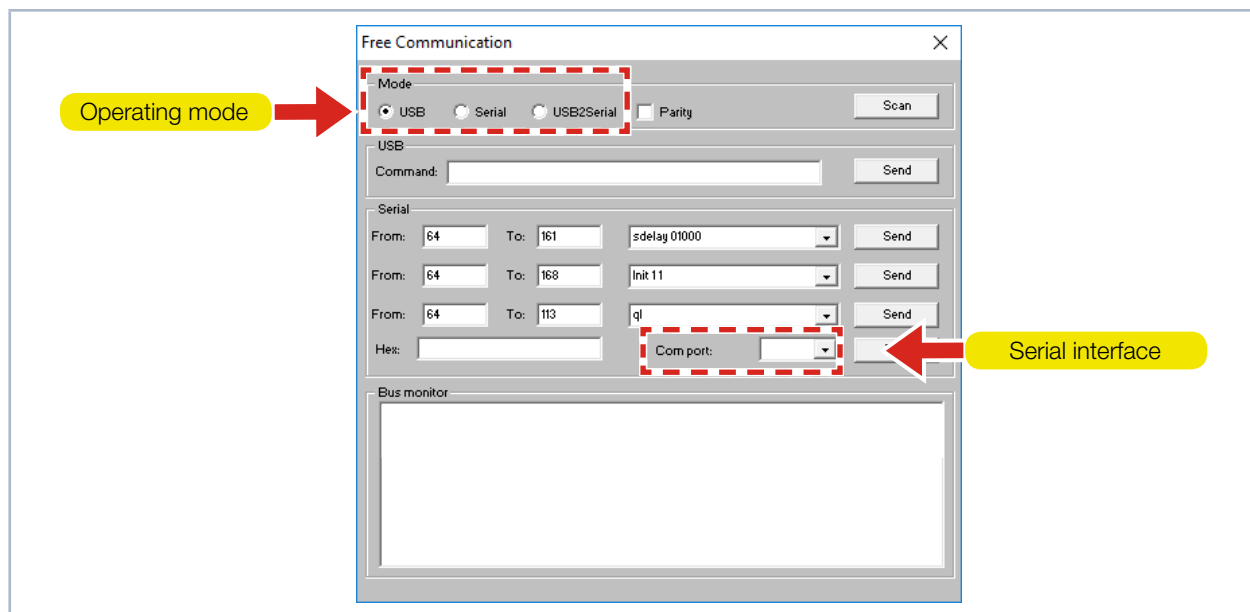 Free Communication
Mode
Operating mode
USB Serial USB2Serial Parity Scan
USB
Command: Send
Serial
From: 64 To: 161 sdelay 01000 Send
From: 64 To: 168 Init 11 Send
From: 64 To: 113 ql Send
Hex: Com port:
Serial interface
Bus monitor